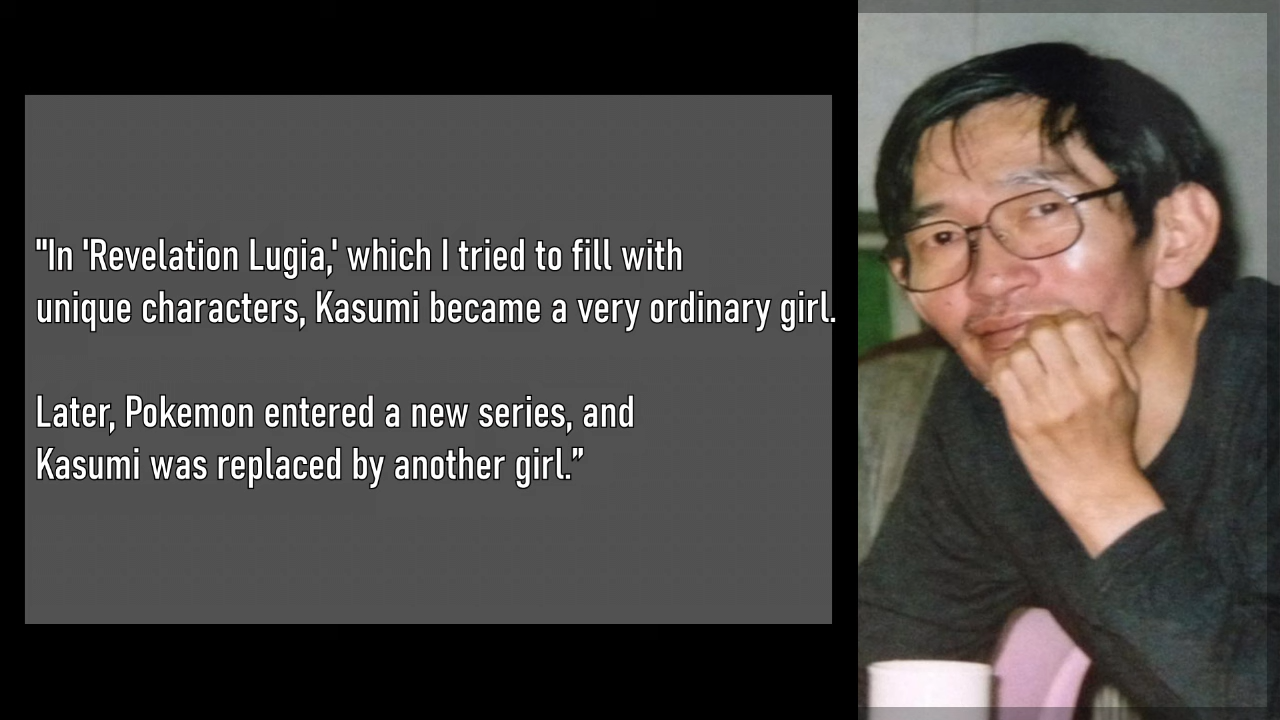 "In 'Revelation Lugia,' which I tried to fill with
unique characters, Kasumi became a very ordinary girl.
Later, Pokemon entered a new series, and
Kasumi was replaced by another girl.”